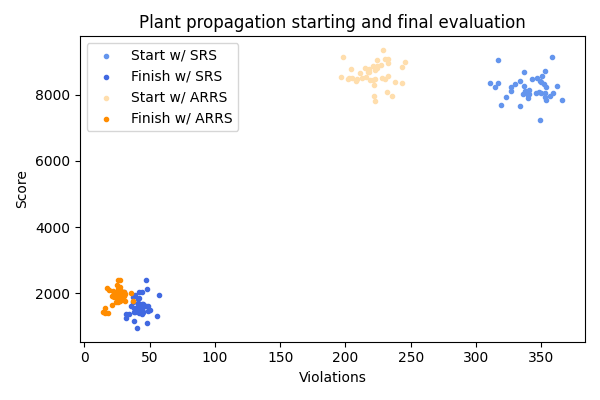 Plant propagation starting and final evaluation
Start w/ SRS
Finish w/ SRS
Start w/ ARRS
Finish w/ ARRS
Score
8000
6000
4000
2000
0
50
100
150
200
250
300
350
Violations